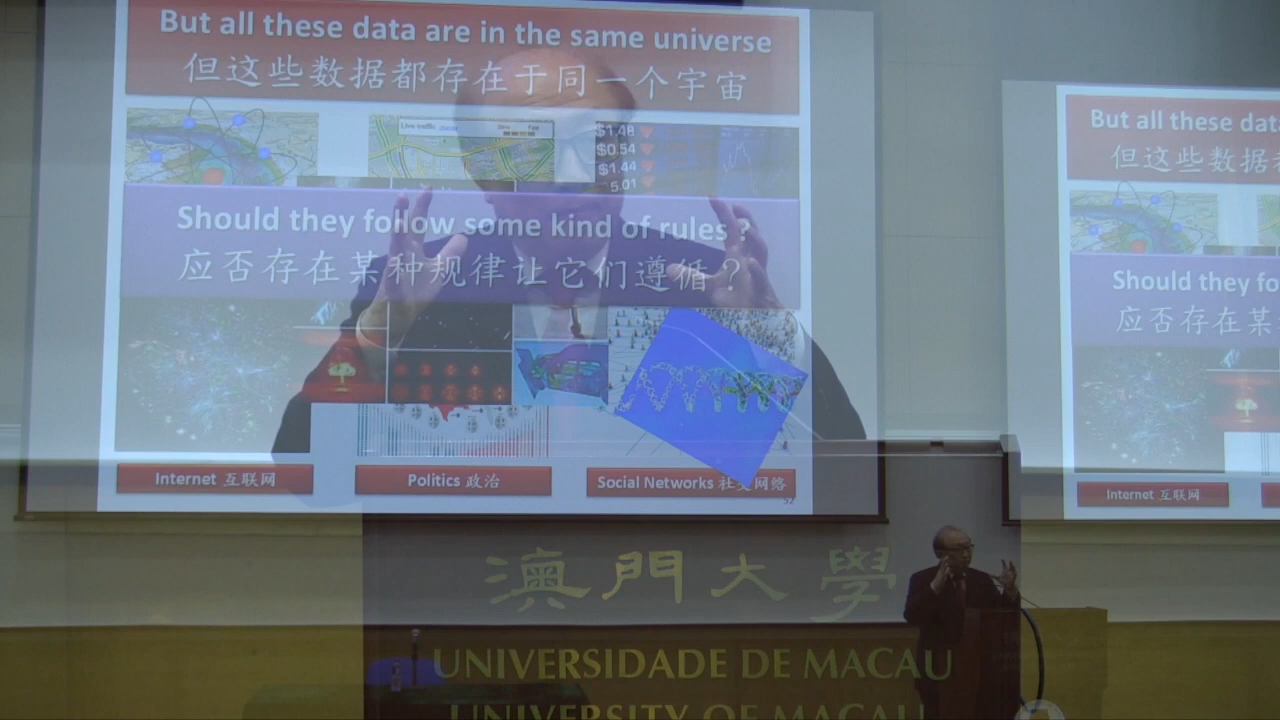 But all these data are in the same universe
但这些数据都存在于同一个宇宙
Live traffic
Slow
Fast
$1.48
$0.54
$1.44
5.01
Should they follow some kind of rules ?
应否存在某种规律让它们遵循？
Internet 互联网
Politics 政治
Social Networks 社交网络
52
But all these dat
但这些数据
Should they fo
应否存在某
Internet 互联网
澳門大學
UNIVERSIDADE DE MACAU
UNIVERSITY OF MACAU